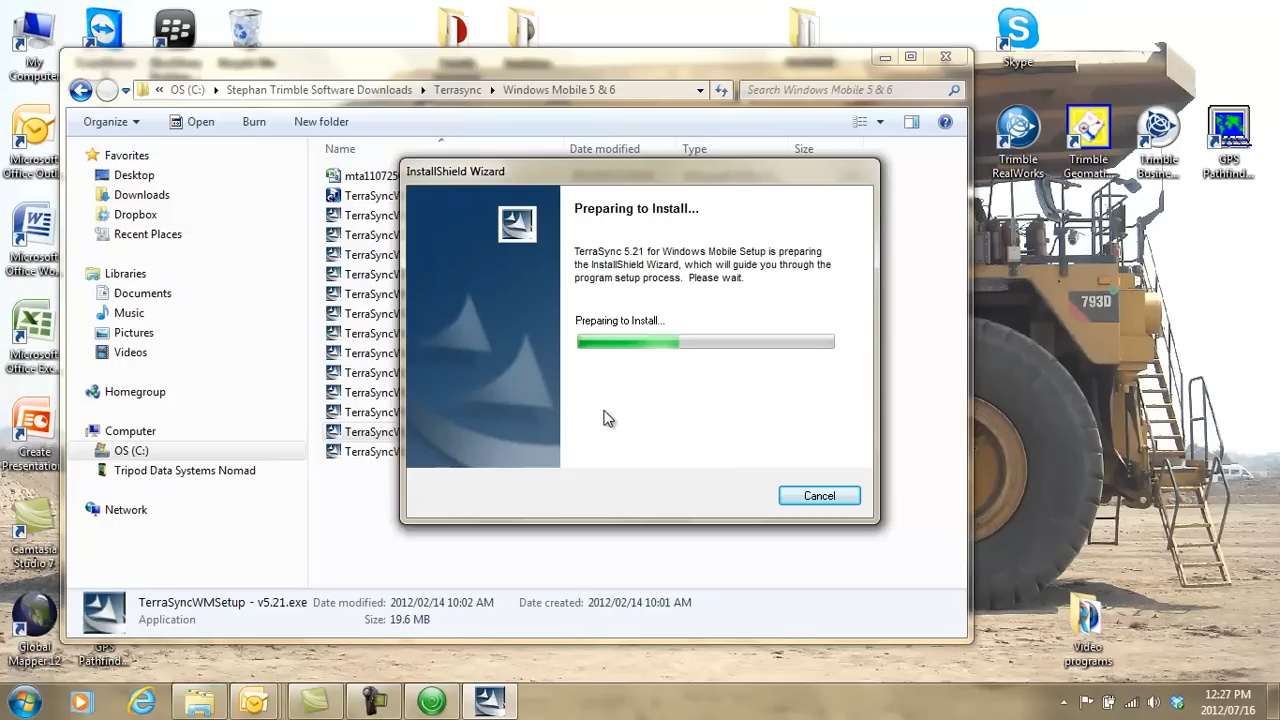 My
Computer
Skype
OS (C:)
Stephan Trimble Software Downloads
Terrasync
Windows Mobile 5 & 6
Search Windows Mobile 5 & 6
Organize
Open
Burn
New folder
Name
Date modified
Type
Size
Favorites
Desktop
Downloads
Dropbox
Recent Places
Libraries
Documents
Music
Pictures
Videos
Homegroup
Computer
OS (C:)
Tripod Data Systems Nomad
Network
mta110725
TerraSyncW
TerraSyncW
TerraSyncW
TerraSyncW
TerraSyncW
TerraSyncW
TerraSyncW
TerraSyncW
TerraSyncW
TerraSyncW
TerraSyncW
TerraSyncW
TerraSyncW
TerraSyncW
InstallShield Wizard
Preparing to Install...
TerraSync 5.21 for Windows Mobile Setup is preparing
the InstallShield Wizard, which will guide you through the
program setup process. Please wait.
Preparing to Install...
Cancel
TerraSyncWMSetup - v5.21.exe
Date modified: 2012/02/14 10:02 AM
Date created: 2012/02/14 10:01 AM
Application
Size: 19.6 MB
Microsoft
Office Outl...
Microsoft
Office Wo...
Microsoft
Office Exc...
Create
Presentatio...
Camtasia
Studio 7
Global
Mapper12
GPS
Pathfind...
Trimble
RealWorks
Trimble
Geomati...
Trimble
Busine...
GPS
Pathfind...
793D
Video
programs
12:27 PM
2012/07/16